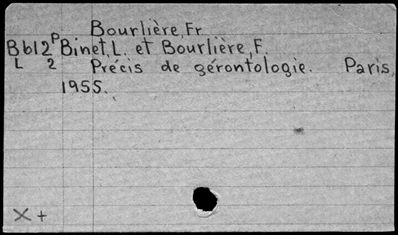 Bourlière, Fr
Bb12ᴾ Binet, L. et Bourlière, F.
L 2 Précis de gérontologie. Paris,
1955.
X +